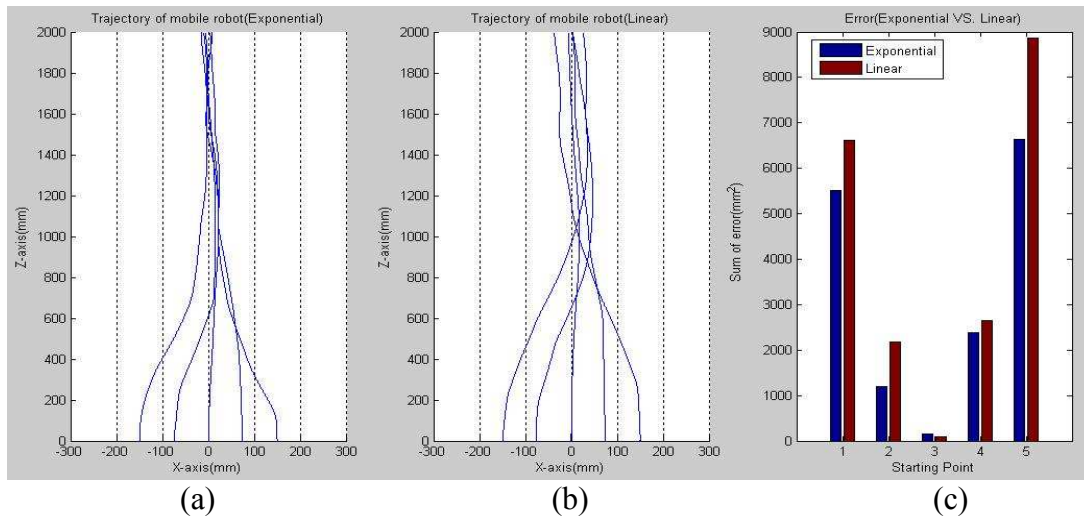 Trajectory of mobile robot(Exponential)
2000
1800
1600
1400
1200
1000
800
600
400
200
0
Z-axis(mm)
-300 -200 -100 0 100 200 300
X-axis(mm)
(a)
Trajectory of mobile robot(Linear)
2000
1800
1600
1400
1200
1000
800
600
400
200
0
Z-axis(mm)
-300 -200 -100 0 100 200 300
X-axis(mm)
(b)
Error(Exponential VS. Linear)
9000
8000
7000
6000
5000
4000
3000
2000
1000
0
Sum of error(mm²)
Exponential
Linear
1 2 3 4 5
Starting Point
(c)